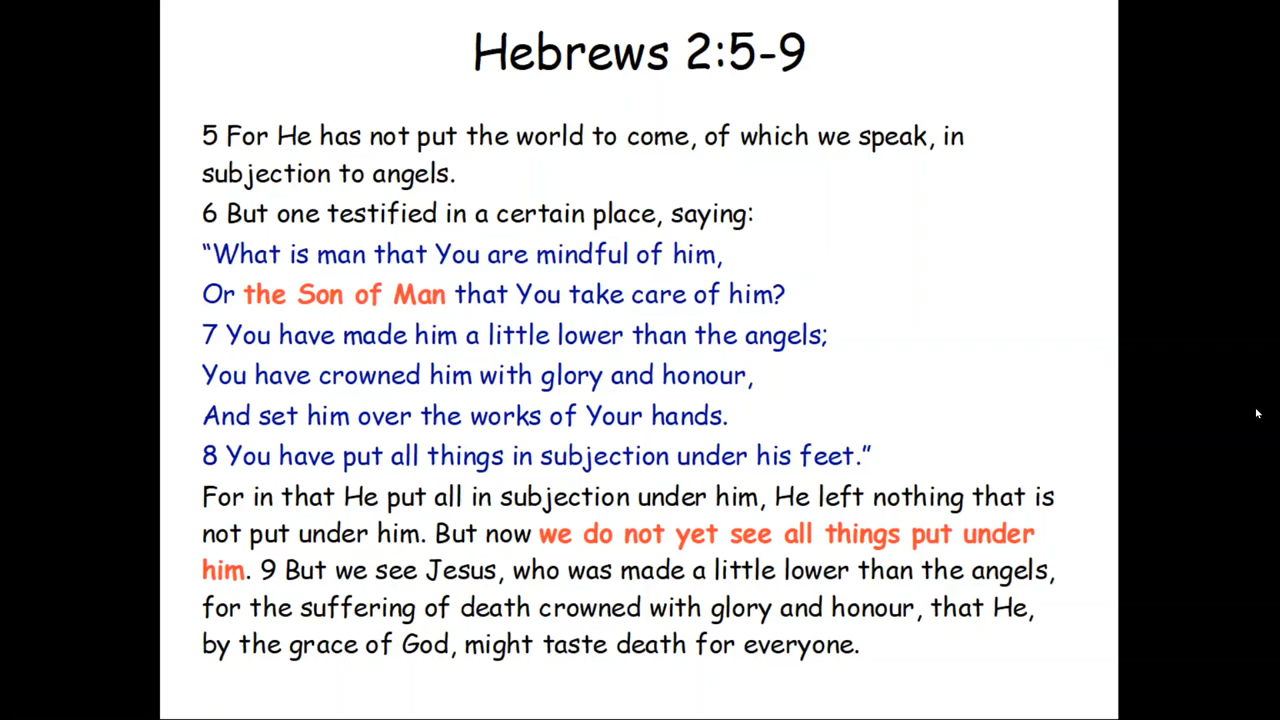 Hebrews 2:5-9
5 For He has not put the world to come, of which we speak, in
subjection to angels.
6 But one testified in a certain place, saying:
“What is man that You are mindful of him,
Or the Son of Man that You take care of him?
7 You have made him a little lower than the angels;
You have crowned him with glory and honour,
And set him over the works of Your hands.
8 You have put all things in subjection under his feet.”
For in that He put all in subjection under him, He left nothing that is
not put under him. But now we do not yet see all things put under
him. 9 But we see Jesus, who was made a little lower than the angels,
for the suffering of death crowned with glory and honour, that He,
by the grace of God, might taste death for everyone.